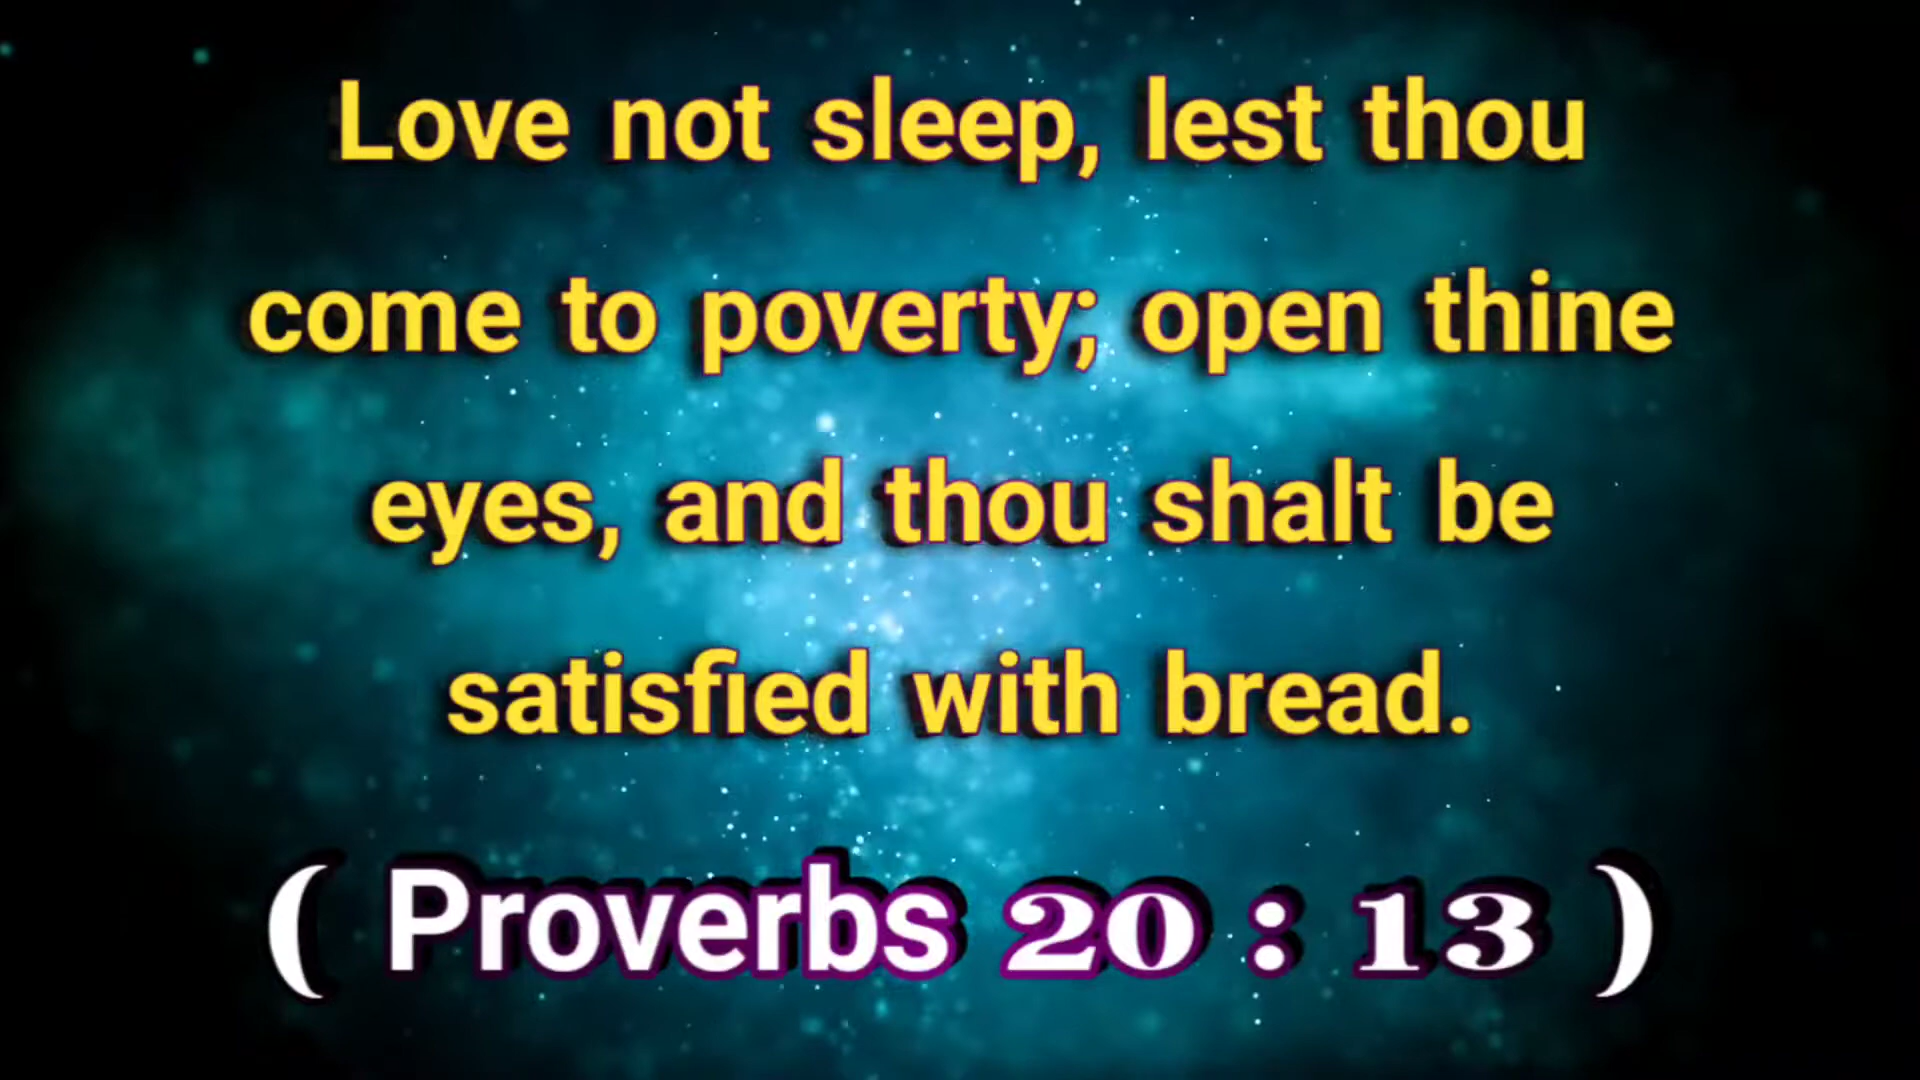 Love not sleep, lest thou
come to poverty; open thine
eyes, and thou shalt be
satisfied with bread.
( Proverbs 20 : 13 )